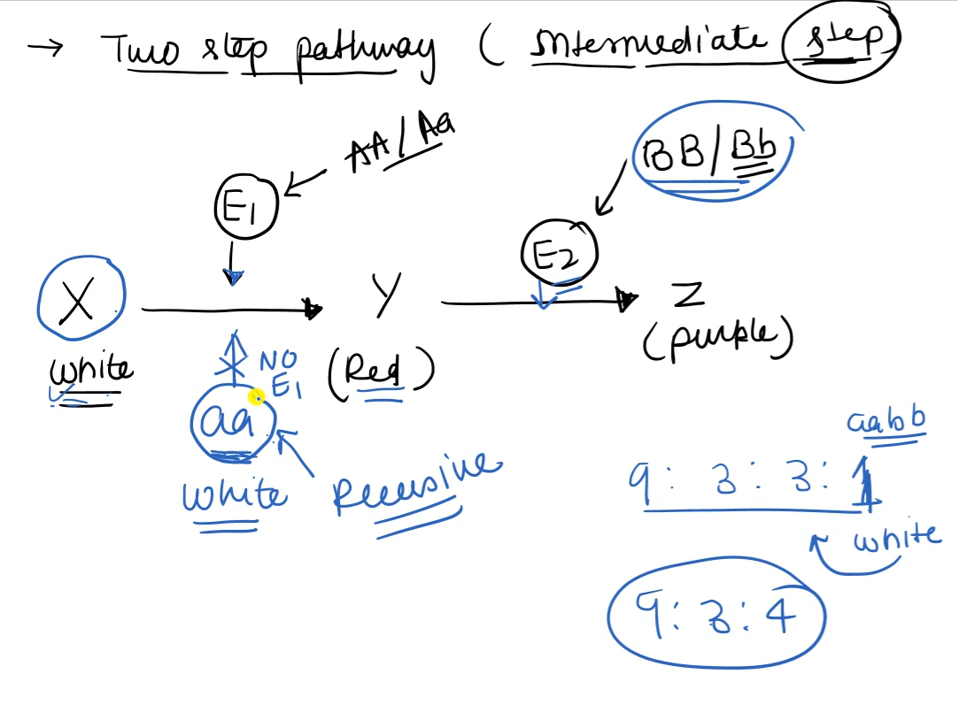 → Two step pathway ( Intermediate step )
AA/Aa
BB/Bb
E1
E2
X
Y
Z
white
(Red)
(purple)
NO
E1
aa
white
Recessive
aabb
9 : 3 : 3 : 1
white
9 : 3 : 4